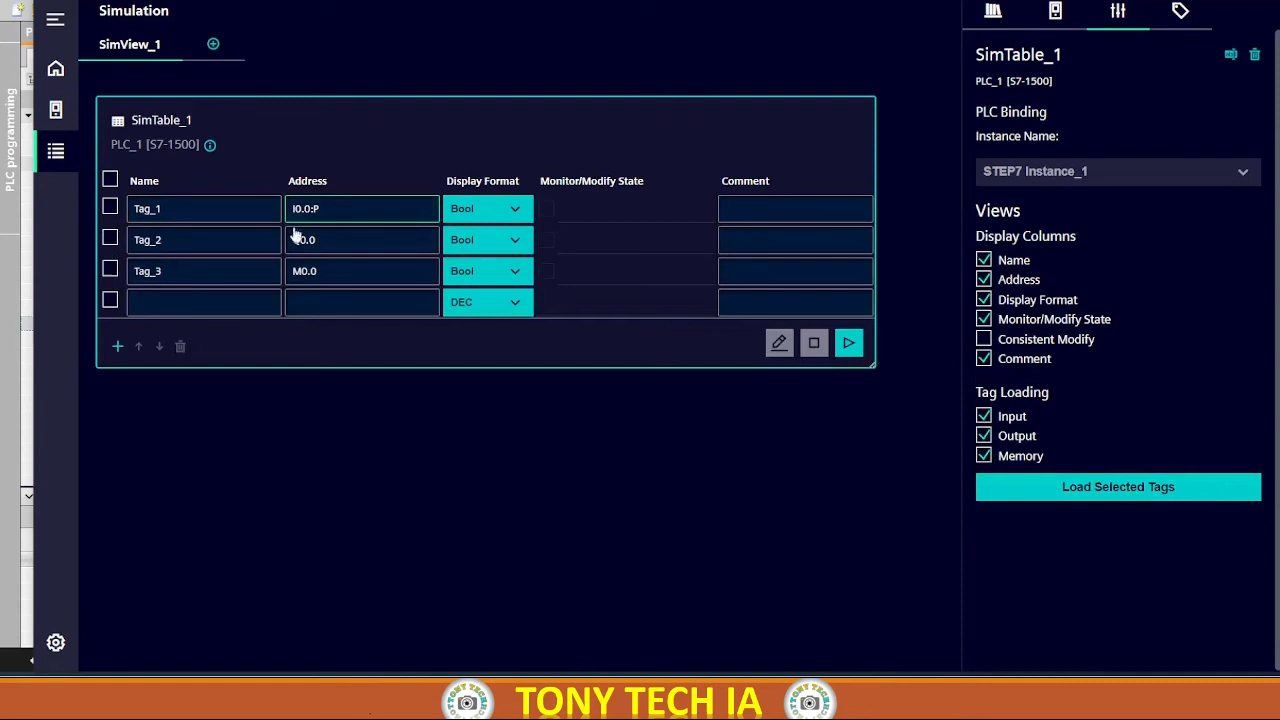 Simulation
SimView_1
PLC programming
SimTable_1
PLC_1 [S7-1500]
Name Address Display Format Monitor/Modify State Comment
Tag_1 I0.0:P Bool
Tag_2 0.0 Bool
Tag_3 M0.0 Bool
DEC
SimTable_1
PLC_1 [S7-1500]
PLC Binding
Instance Name:
STEP7 Instance_1
Views
Display Columns
Name
Address
Display Format
Monitor/Modify State
Consistent Modify
Comment
Tag Loading
Input
Output
Memory
Load Selected Tags
TONY TECH IA